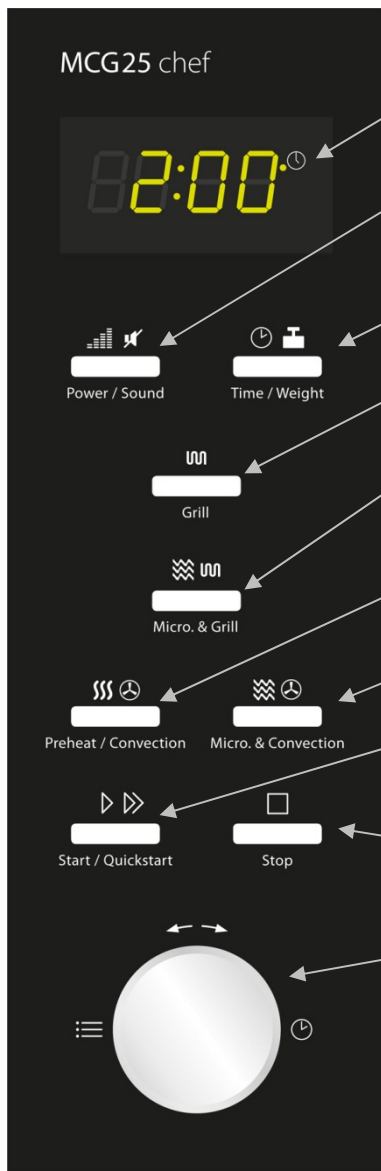 MCG25 chef
2:00
Power / Sound Time / Weight
Grill
Micro. & Grill
Preheat / Convection Micro. & Convection
Start / Quickstart Stop